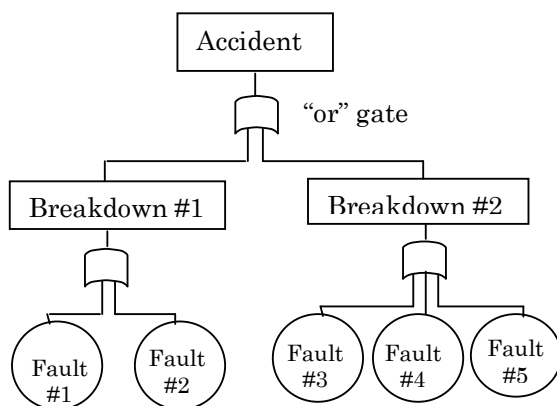 Accident
“or” gate
Breakdown #1
Breakdown #2
Fault
#1
Fault
#2
Fault
#3
Fault
#4
Fault
#5